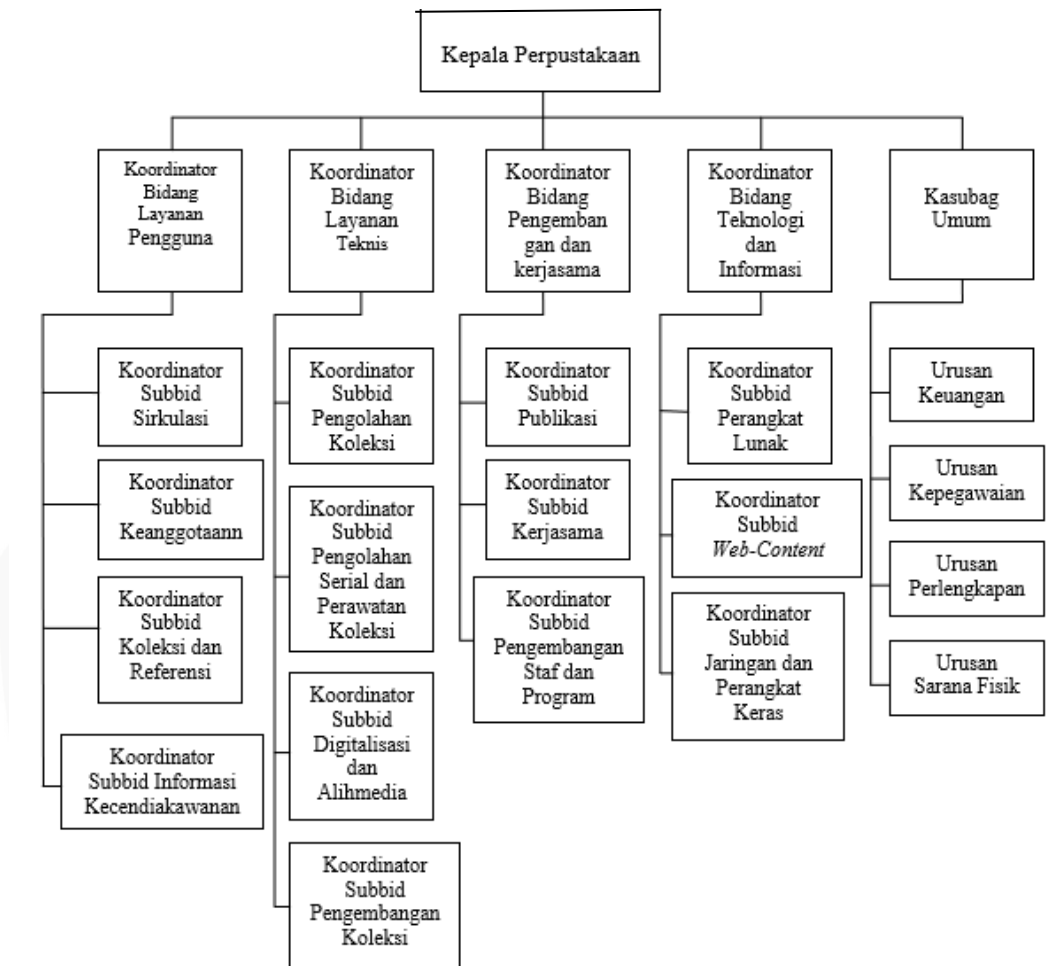 Kepala Perpustakaan
Koordinator
Bidang
Layanan
Pengguna
Koordinator
Bidang
Layanan
Teknis
Koordinator
Bidang
Pengemban
gan dan
kerjasama
Koordinator
Bidang
Teknologi
dan
Informasi
Kasubag
Umum
Koordinator
Subbid
Sirkulasi
Koordinator
Subbid
Keanggotaann
Koordinator
Subbid
Koleksi dan
Referensi
Koordinator
Subbid Informasi
Kecendiakawanan
Koordinator
Subbid
Pengolahan
Koleksi
Koordinator
Subbid
Pengolahan
Serial dan
Perawatan
Koleksi
Koordinator
Subbid
Digitalisasi
dan
Alihmedia
Koordinator
Subbid
Pengembangan
Koleksi
Koordinator
Subbid
Publikasi
Koordinator
Subbid
Kerjasama
Koordinator
Subbid
Pengembangan
Staf dan
Program
Koordinator
Subbid
Perangkat
Lunak
Koordinator
Subbid
Web-Content
Koordinator
Subbid
Jaringan dan
Perangkat
Keras
Urusan
Keuangan
Urusan
Kepegawaian
Urusan
Perlengkapan
Urusan
Sarana Fisik